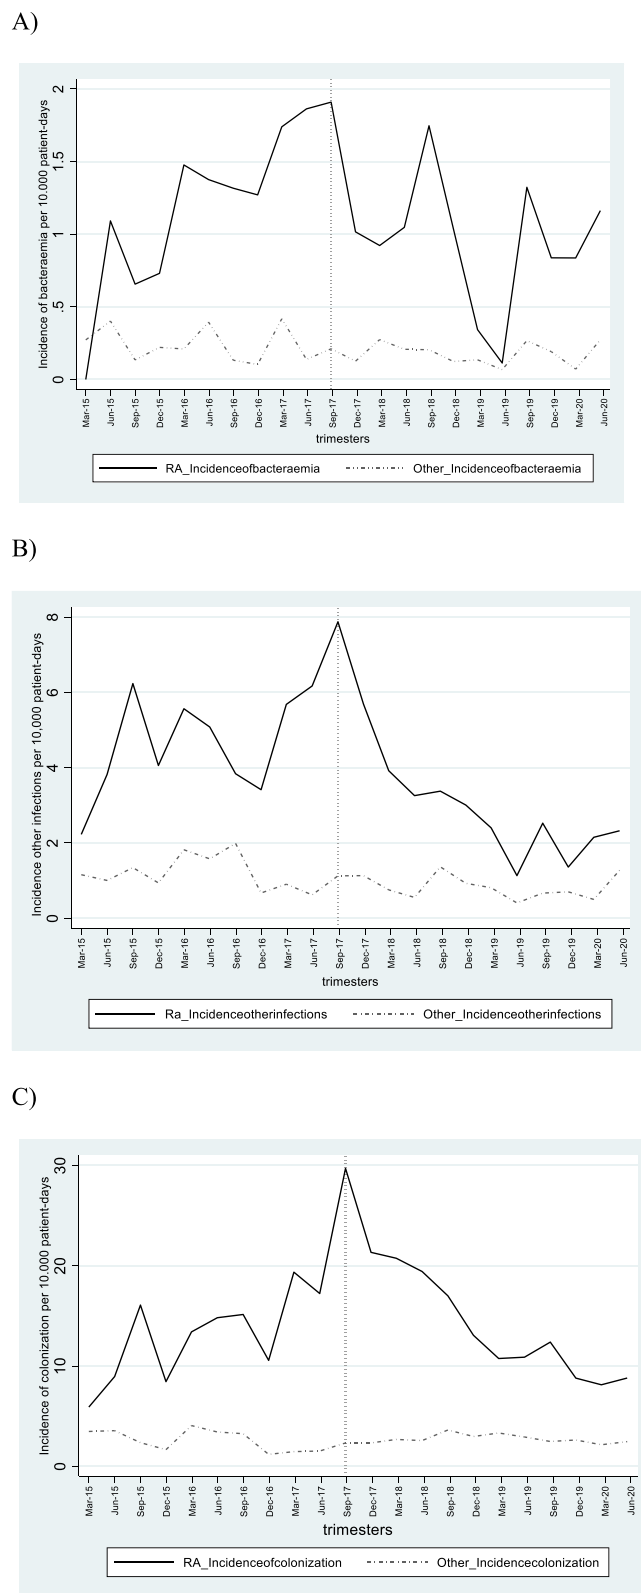 A)
Incidence of bacteraemia per 10.000 patient-days
2
1.5
1
.5
0
Mar-15 Jun-15 Sep-15 Dec-15 Mar-16 Jun-16 Sep-16 Dec-16 Mar-17 Jun-17 Sep-17 Dec-17 Mar-18 Jun-18 Sep-18 Dec-18 Mar-19 Jun-19 Sep-19 Dec-19 Mar-20 Jun-20
trimesters
RA_Incidenceofbacteraemia Other_Incidenceofbacteraemia
B)
Incidence other infections per 10,000 patient-days
8
6
4
2
0
Mar-15 Jun-15 Sep-15 Dec-15 Mar-16 Jun-16 Sep-16 Dec-16 Mar-17 Jun-17 Sep-17 Dec-17 Mar-18 Jun-18 Sep-18 Dec-18 Mar-19 Jun-19 Sep-19 Dec-19 Mar-20 Jun-20
trimesters
Ra_Incidenceotherinfections Other_Incidenceotherinfections
C)
Incidence of colonization per 10.000 patient-days
30
20
10
0
Mar-15 Jun-15 Sep-15 Dec-15 Mar-16 Jun-16 Sep-16 Dec-16 Mar-17 Jun-17 Sep-17 Dec-17 Mar-18 Jun-18 Sep-18 Dec-18 Mar-19 Jun-19 Sep-19 Dec-19 Mar-20 Jun-20
trimesters
RA_Incidenceofcolonization Other_Incidencecolonization